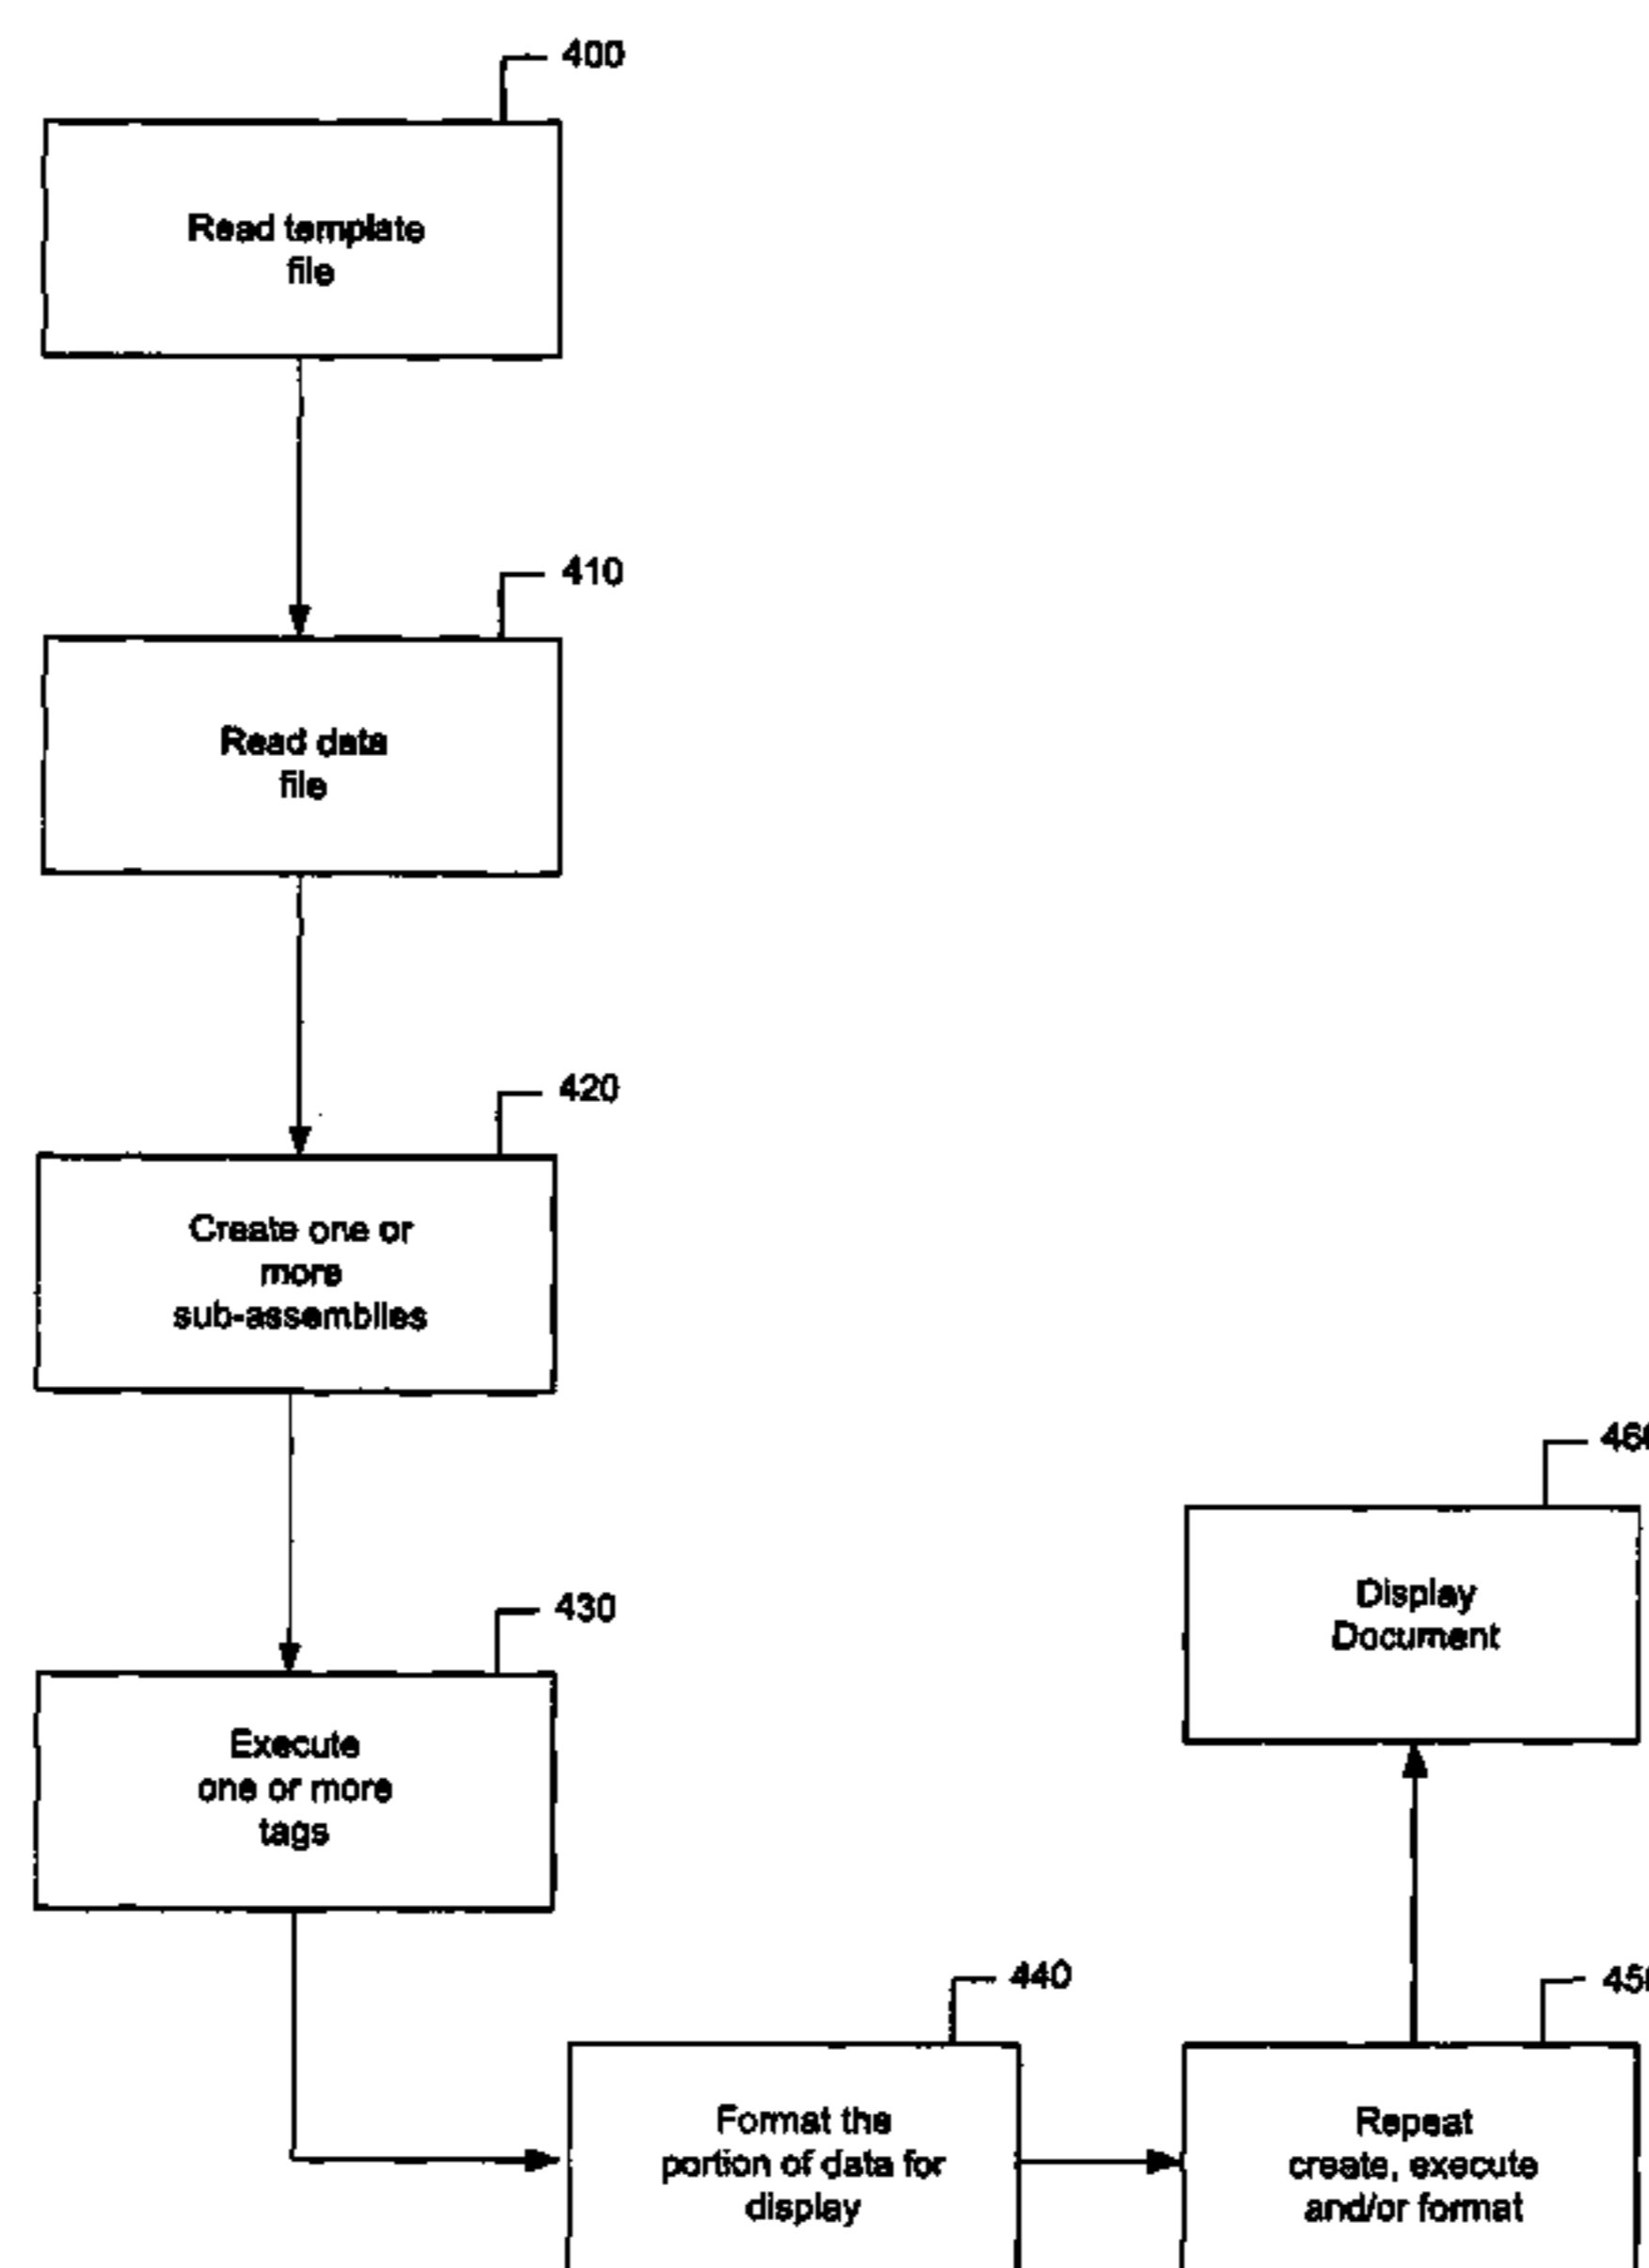 400
Read template
file
410
Read data
file
420
Create one or
more
sub-assemblies
430
Execute
one or more
tags
440
Format the
portion of data for
display
Repeat
create, execute
and/or format
Display
Document